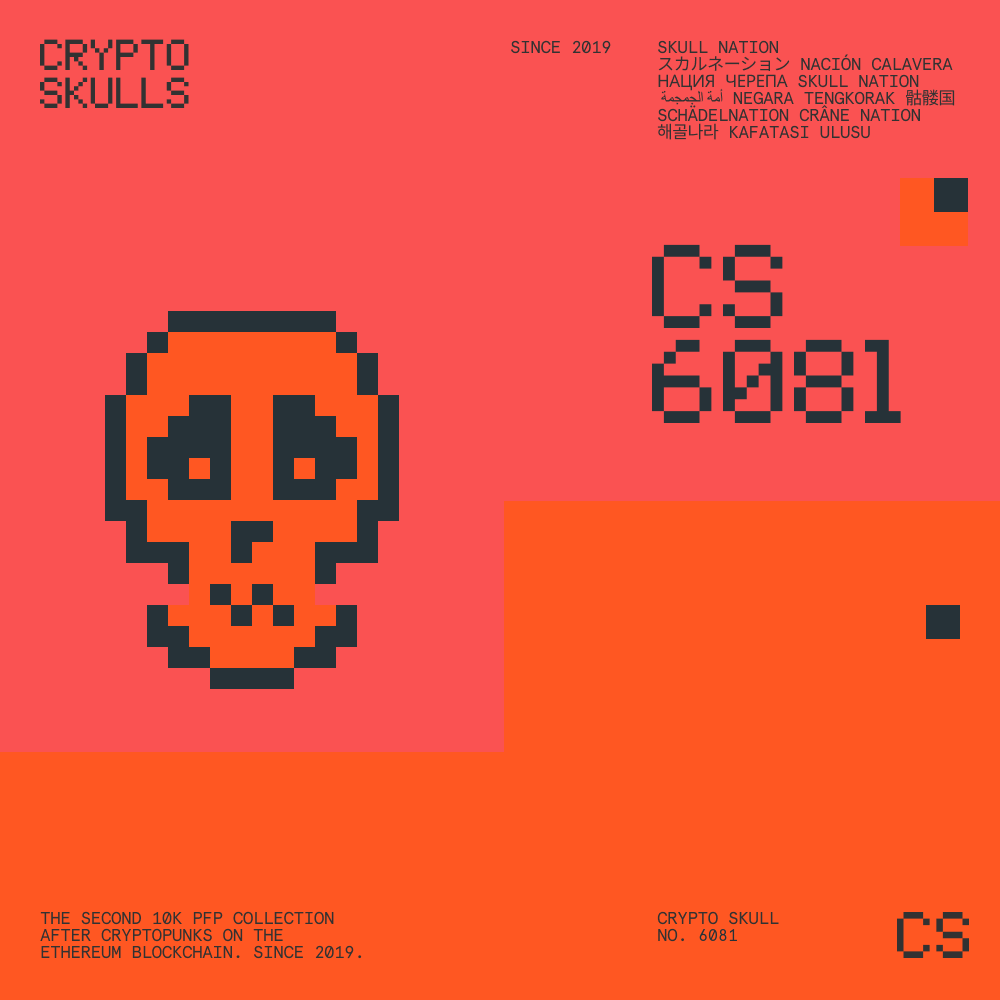 CRYPTO
SKULLS
SINCE 2019
SKULL NATION
スカルネーション NACIÓN CALAVERA
НАЦИЯ ЧЕРЕПА SKULL NATION
أمة الجمجمة NEGARA TENGKORAK 骷髅国
SCHÄDELNATION CRÂNE NATION
해골나라 KAFATASI ULUSU
CS
6081
THE SECOND 10K PFP COLLECTION
AFTER CRYPTOPUNKS ON THE
ETHEREUM BLOCKCHAIN. SINCE 2019.
CRYPTO SKULL
NO. 6081
CS